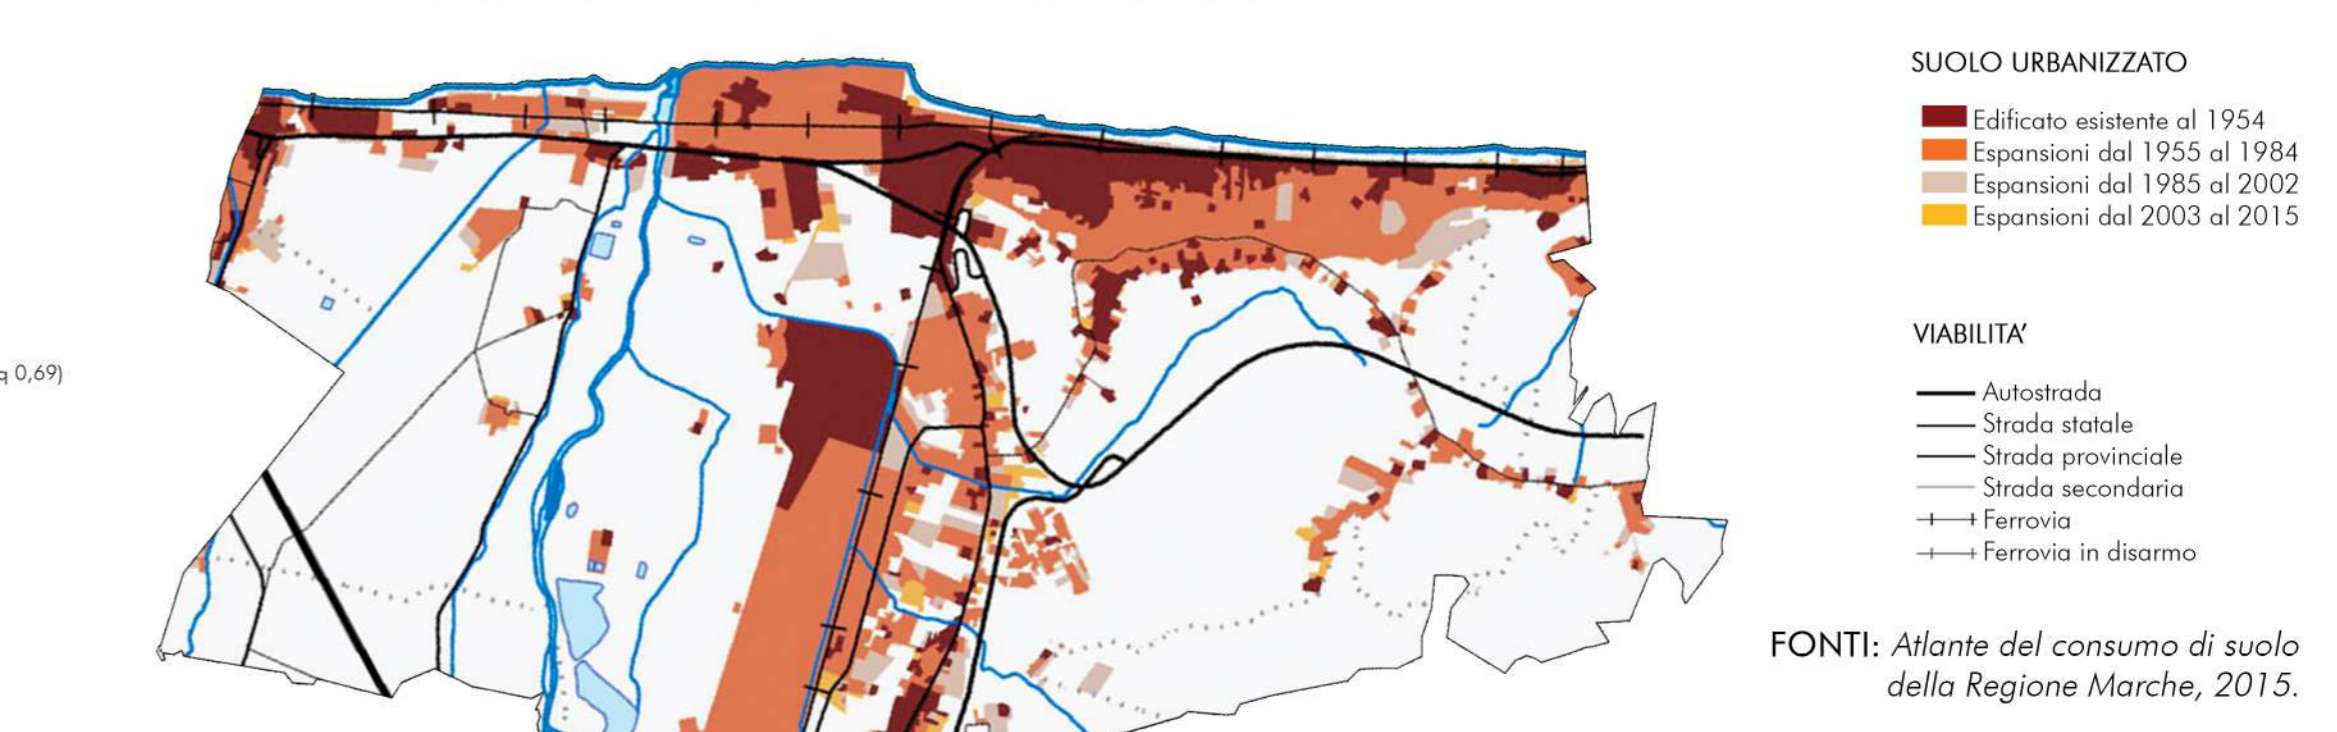 q 0,69)
SUOLO URBANIZZATO
Edificato esistente al 1954
Espansioni dal 1955 al 1984
Espansioni dal 1985 al 2002
Espansioni dal 2003 al 2015
VIABILITA'
Autostrada
Strada statale
Strada provinciale
Strada secondaria
Ferrovia
Ferrovia in disarmo
FONTI: Atlante del consumo di suolo
della Regione Marche, 2015.